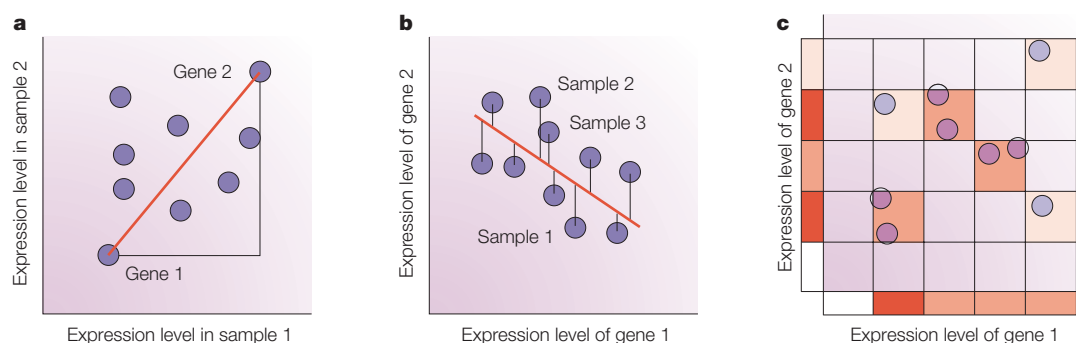 a
Expression level in sample 2
Gene 2
Gene 1
Expression level in sample 1
b
Expression level of gene 2
Sample 2
Sample 3
Sample 1
Expression level of gene 1
c
Expression level of gene 2
Expression level of gene 1